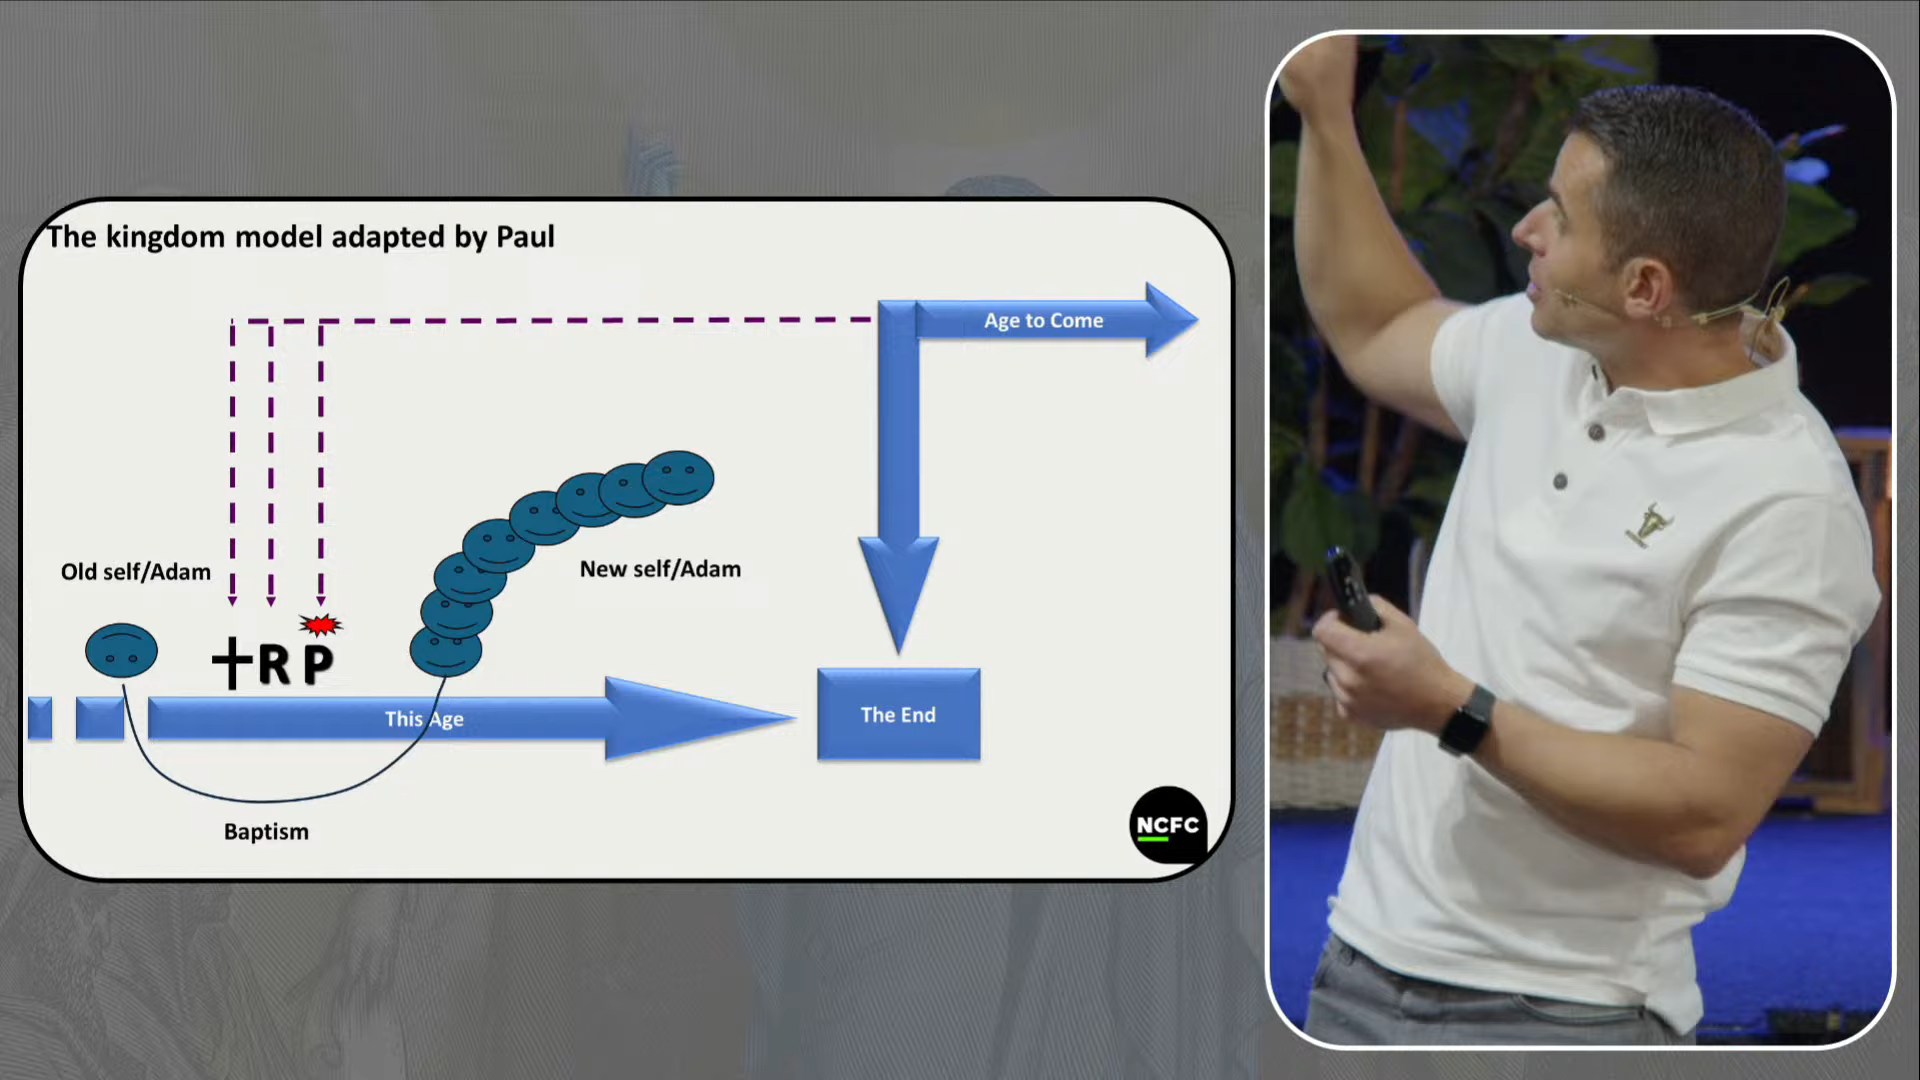 The kingdom model adapted by Paul
Age to Come
Old self/Adam
New self/Adam
R P
This Age
The End
Baptism
NCFC